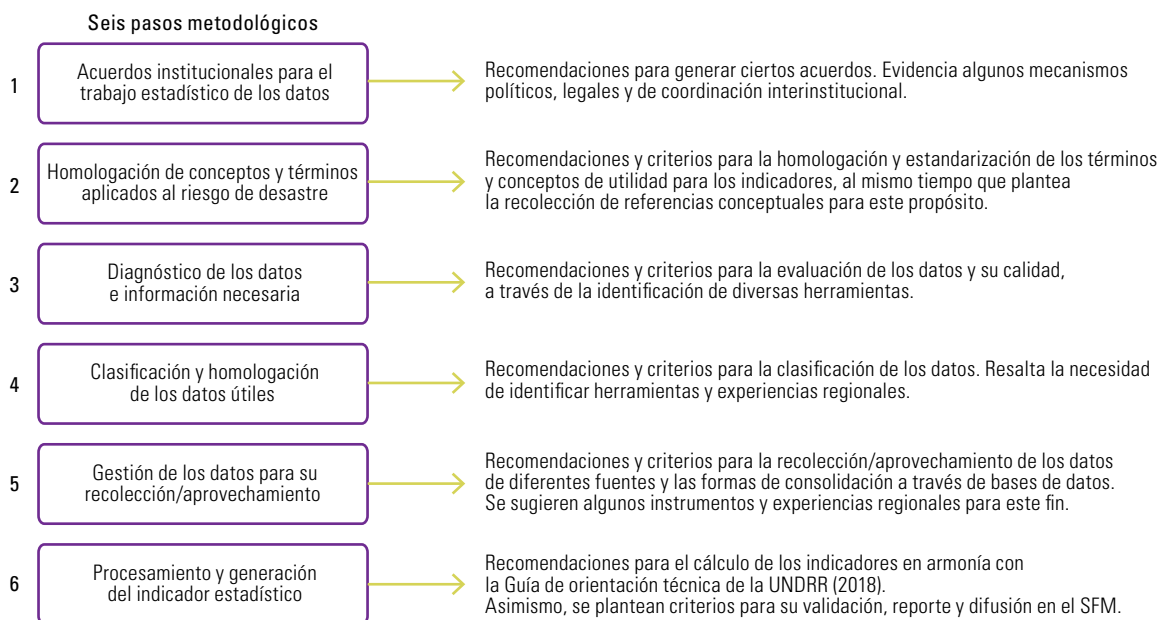 Seis pasos metodológicos
1
Acuerdos institucionales para el
trabajo estadístico de los datos
Recomendaciones para generar ciertos acuerdos. Evidencia algunos mecanismos
políticos, legales y de coordinación interinstitucional.
2
Homologación de conceptos y términos
aplicados al riesgo de desastre
Recomendaciones y criterios para la homologación y estandarización de los términos
y conceptos de utilidad para los indicadores, al mismo tiempo que plantea
la recolección de referencias conceptuales para este propósito.
3
Diagnóstico de los datos
e información necesaria
Recomendaciones y criterios para la evaluación de los datos y su calidad,
a través de la identificación de diversas herramientas.
4
Clasificación y homologación
de los datos útiles
Recomendaciones y criterios para la clasificación de los datos. Resalta la necesidad
de identificar herramientas y experiencias regionales.
5
Gestión de los datos para su
recolección/aprovechamiento
Recomendaciones y criterios para la recolección/aprovechamiento de los datos
de diferentes fuentes y las formas de consolidación a través de bases de datos.
Se sugieren algunos instrumentos y experiencias regionales para este fin.
6
Procesamiento y generación
del indicador estadístico
Recomendaciones para el cálculo de los indicadores en armonía con
la Guía de orientación técnica de la UNDRR (2018).
Asimismo, se plantean criterios para su validación, reporte y difusión en el SFM.